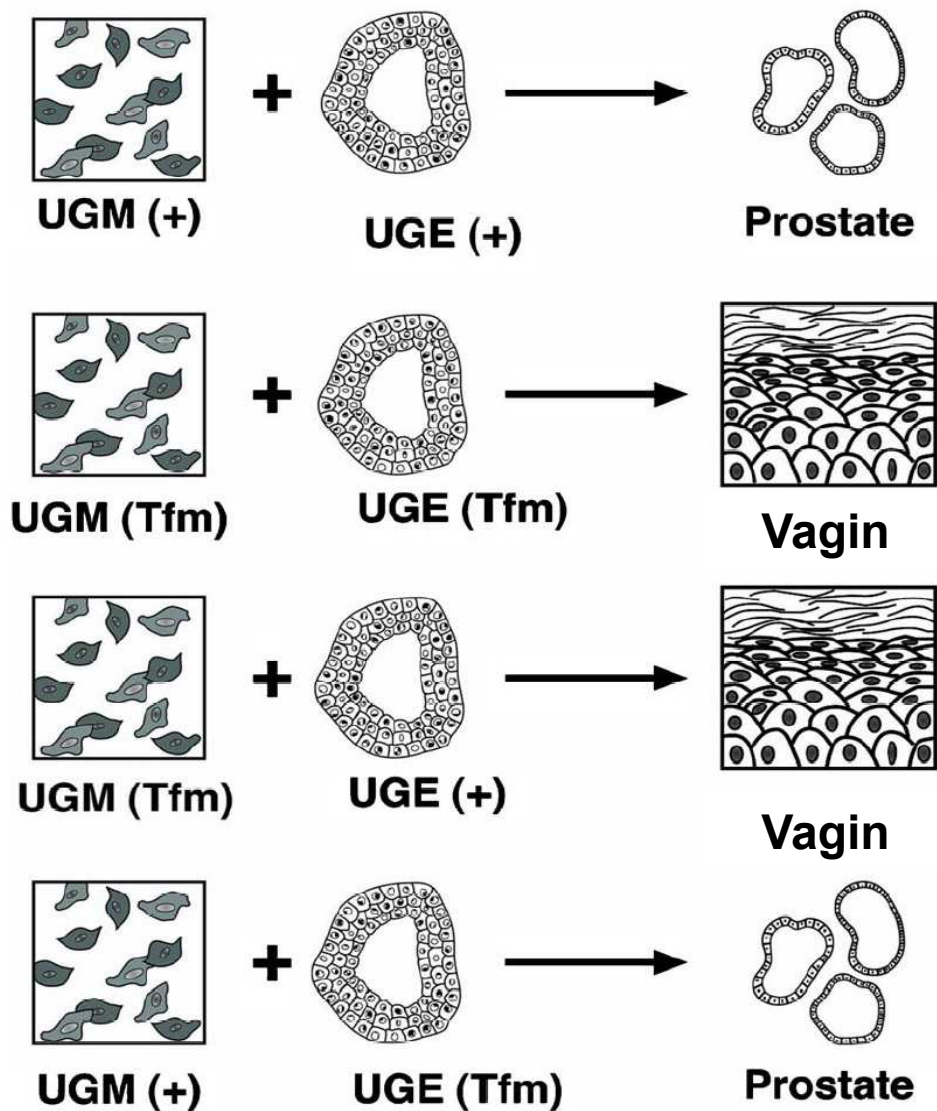 +
UGM (+)
UGE (+)
Prostate
+
UGM (Tfm)
UGE (Tfm)
Vagin
+
UGM (Tfm)
UGE (+)
Vagin
+
UGM (+)
UGE (Tfm)
Prostate